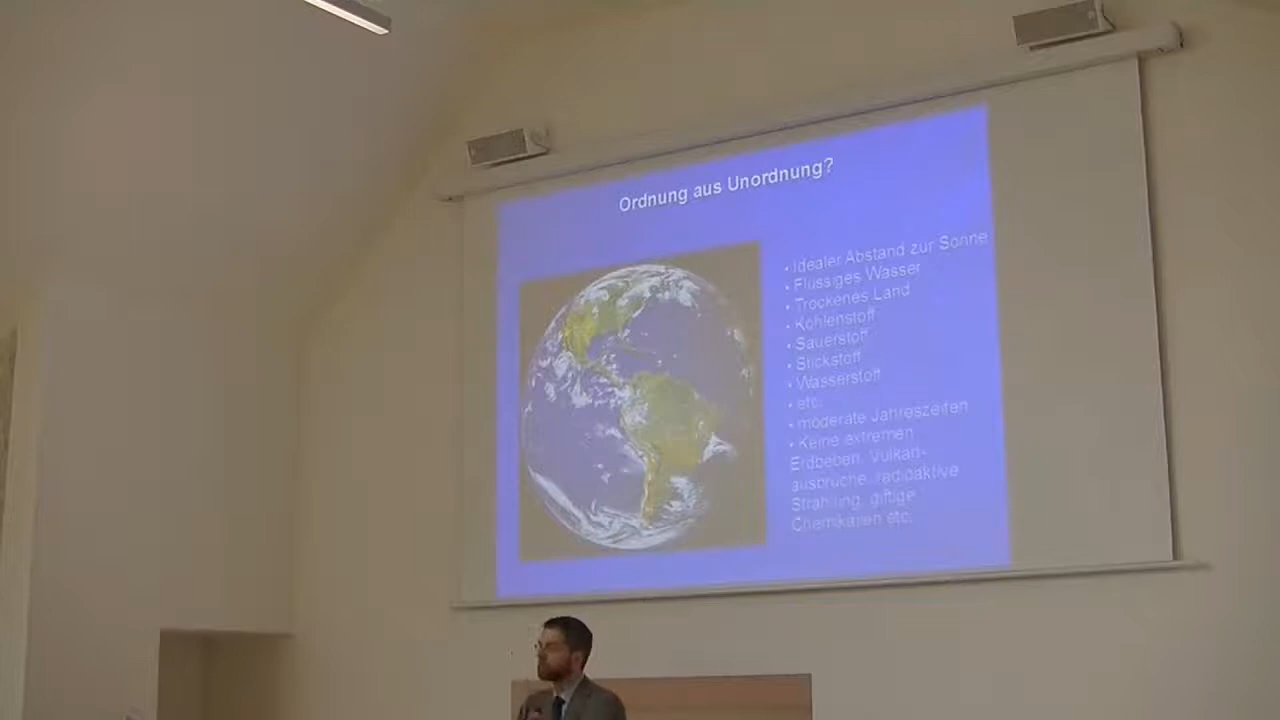 Ordnung aus Unordnung?
• Idealer Abstand zur Sonne
• Flüssiges Wasser
• Trockenes Land
• Kohlenstoff
• Sauerstoff
• Stickstoff
• Wasserstoff
• etc.
• moderate Jahreszeiten
• Keine extremen
Erdbeben, Vulkan-
ausbrüche, radioaktive
Strahlung, giftige
Chemikalien etc.